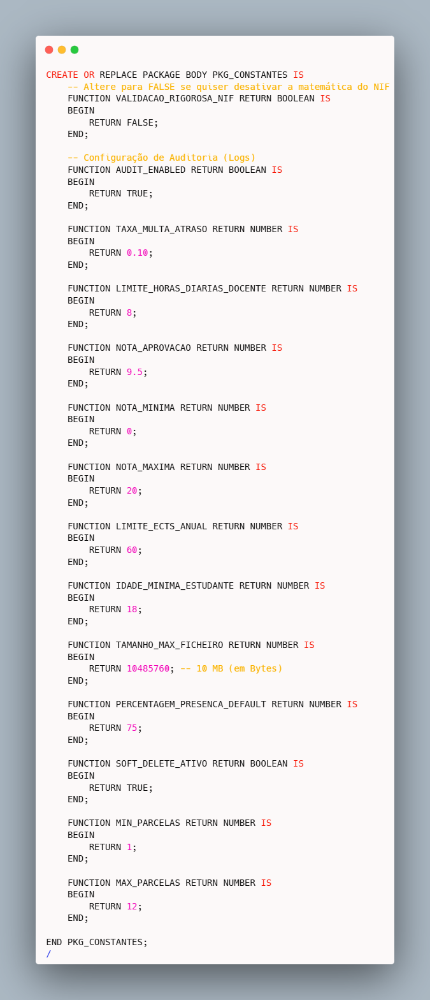 CREATE OR REPLACE PACKAGE BODY PKG_CONSTANTES IS
    -- Altere para FALSE se quiser desativar a matemática do NIF
    FUNCTION VALIDACAO_RIGOROSA_NIF RETURN BOOLEAN IS
    BEGIN
        RETURN FALSE;
    END;

    -- Configuração de Auditoria (Logs)
    FUNCTION AUDIT_ENABLED RETURN BOOLEAN IS
    BEGIN
        RETURN TRUE;
    END;

    FUNCTION TAXA_MULTA_ATRASO RETURN NUMBER IS
    BEGIN
        RETURN 0.10;
    END;

    FUNCTION LIMITE_HORAS_DIARIAS_DOCENTE RETURN NUMBER IS
    BEGIN
        RETURN 8;
    END;

    FUNCTION NOTA_APROVACAO RETURN NUMBER IS
    BEGIN
        RETURN 9.5;
    END;

    FUNCTION NOTA_MINIMA RETURN NUMBER IS
    BEGIN
        RETURN 0;
    END;

    FUNCTION NOTA_MAXIMA RETURN NUMBER IS
    BEGIN
        RETURN 20;
    END;

    FUNCTION LIMITE_ECTS_ANUAL RETURN NUMBER IS
    BEGIN
        RETURN 60;
    END;

    FUNCTION IDADE_MINIMA_ESTUDANTE RETURN NUMBER IS
    BEGIN
        RETURN 18;
    END;

    FUNCTION TAMANHO_MAX_FICHEIRO RETURN NUMBER IS
    BEGIN
        RETURN 10485760; -- 10 MB (em Bytes)
    END;

    FUNCTION PERCENTAGEM_PRESENCA_DEFAULT RETURN NUMBER IS
    BEGIN
        RETURN 75;
    END;

    FUNCTION SOFT_DELETE_ATIVO RETURN BOOLEAN IS
    BEGIN
        RETURN TRUE;
    END;

    FUNCTION MIN_PARCELAS RETURN NUMBER IS
    BEGIN
        RETURN 1;
    END;

    FUNCTION MAX_PARCELAS RETURN NUMBER IS
    BEGIN
        RETURN 12;
    END;

END PKG_CONSTANTES;
/